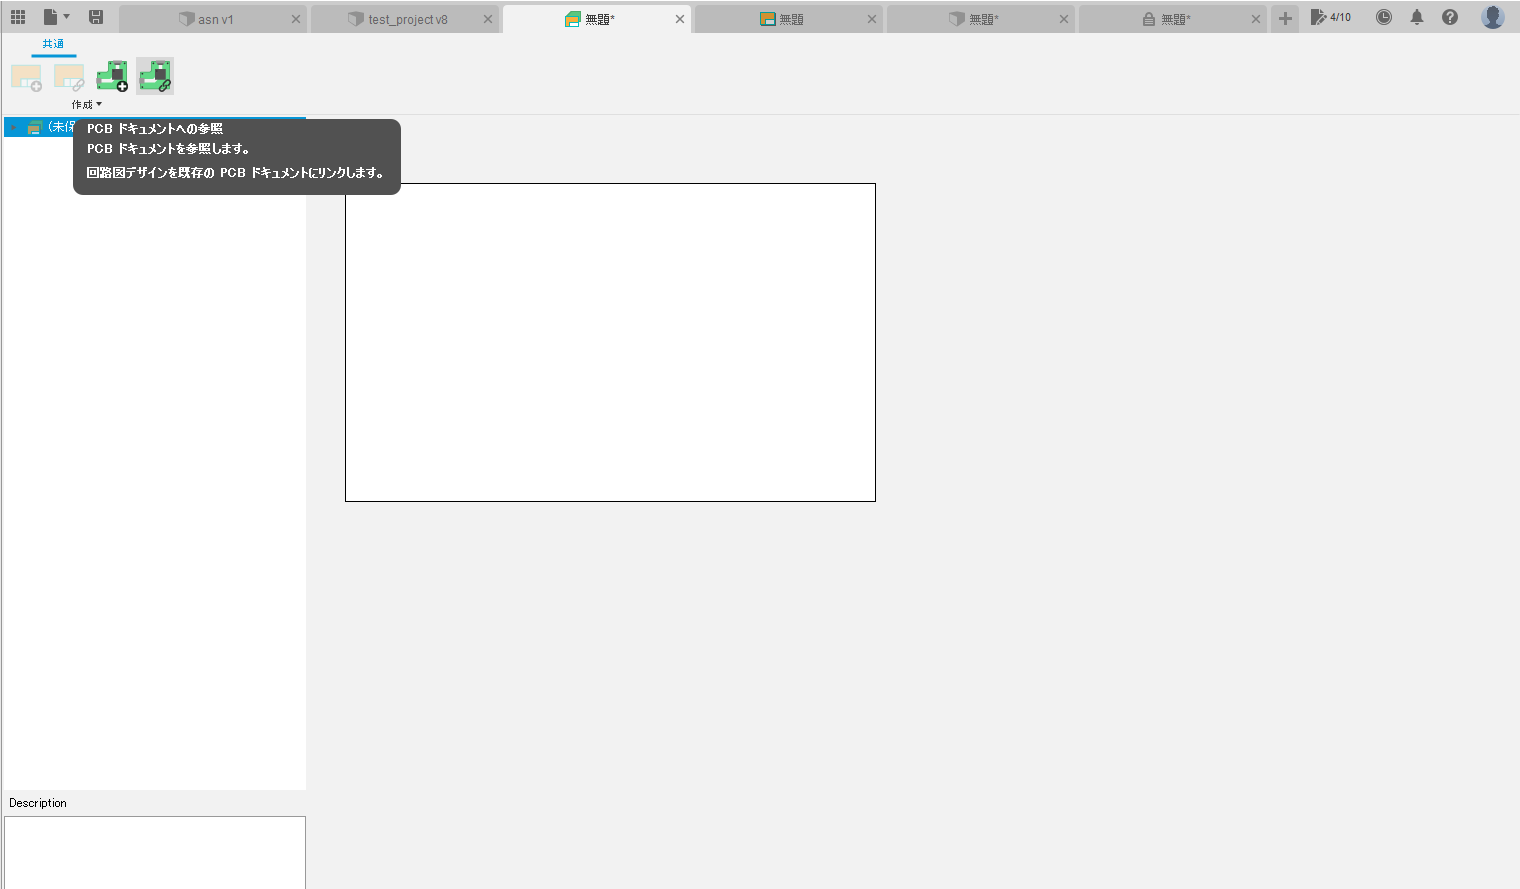 asn v1
test_project v8
無題*
無題
無題*
無題*
4/10
共通
作成
(未保
PCB ドキュメントへの参照
PCB ドキュメントを参照します。
回路図デザインを既存の PCB ドキュメントにリンクします。
Description